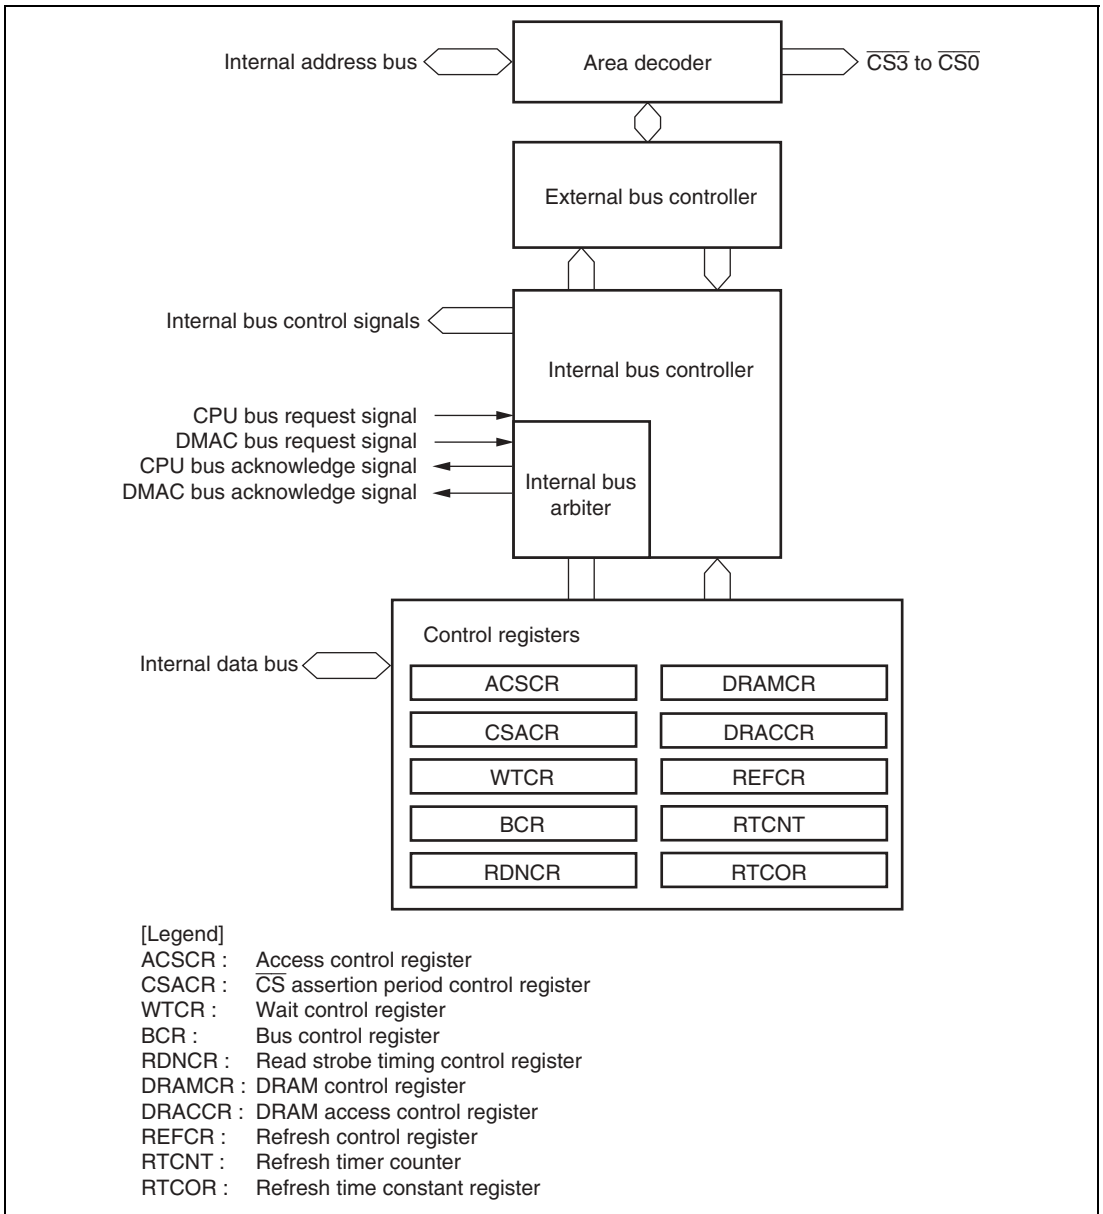 Internal address bus
Area decoder
C̅S̅3̅ to C̅S̅0̅
External bus controller
Internal bus control signals
Internal bus controller
CPU bus request signal
DMAC bus request signal
CPU bus acknowledge signal
DMAC bus acknowledge signal
Internal bus
arbiter
Control registers
Internal data bus
ACSCR DRAMCR
CSACR DRACCR
WTCR REFCR
BCR RTCNT
RDNCR RTCOR
[Legend]
ACSCR : Access control register
CSACR : C̅S̅ assertion period control register
WTCR : Wait control register
BCR : Bus control register
RDNCR : Read strobe timing control register
DRAMCR : DRAM control register
DRACCR : DRAM access control register
REFCR : Refresh control register
RTCNT : Refresh timer counter
RTCOR : Refresh time constant register